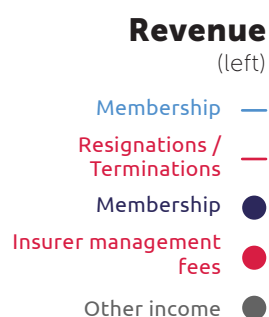 Revenue
(left)
Membership
Resignations /
Terminations
Membership
Insurer management
fees
Other income